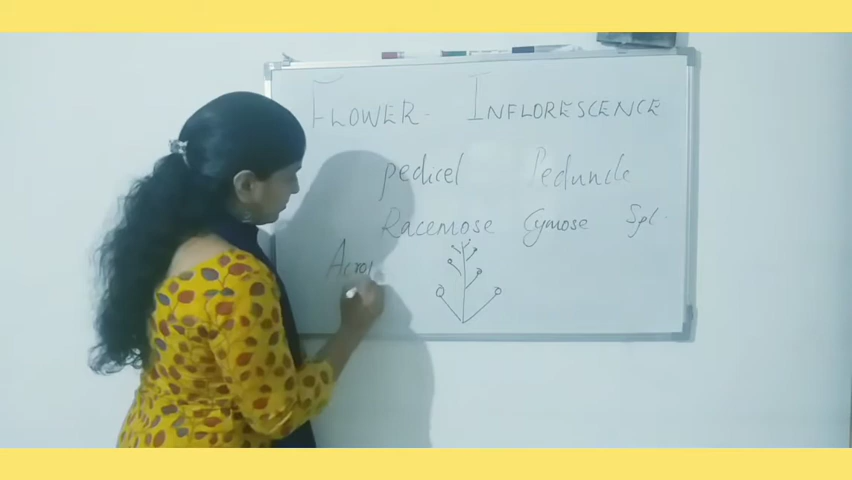 FLOWER - INFLORESCENCE
pedicel Peduncle
Racemose Cymose Spl.
Acro